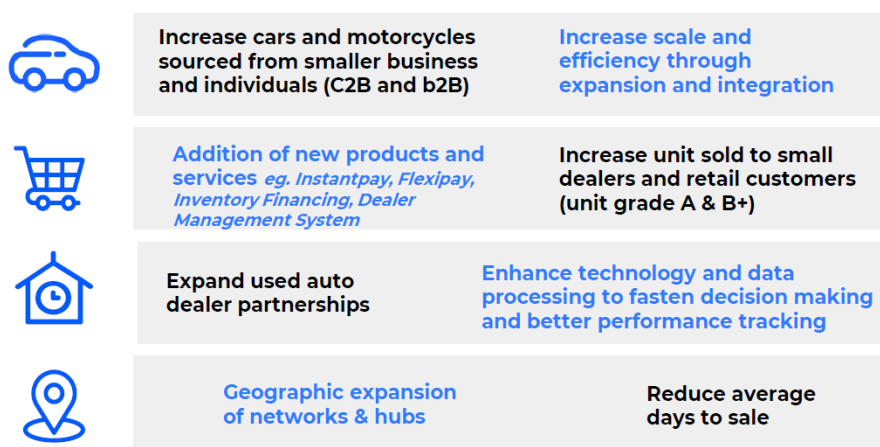 Increase cars and motorcycles
sourced from smaller business
and individuals (C2B and b2B)
Increase scale and
efficiency through
expansion and integration
Addition of new products and
services eg. Instantpay, Flexipay,
Inventory Financing, Dealer
Management System
Increase unit sold to small
dealers and retail customers
(unit grade A & B+)
Expand used auto
dealer partnerships
Enhance technology and data
processing to fasten decision making
and better performance tracking
Geographic expansion
of networks & hubs
Reduce average
days to sale